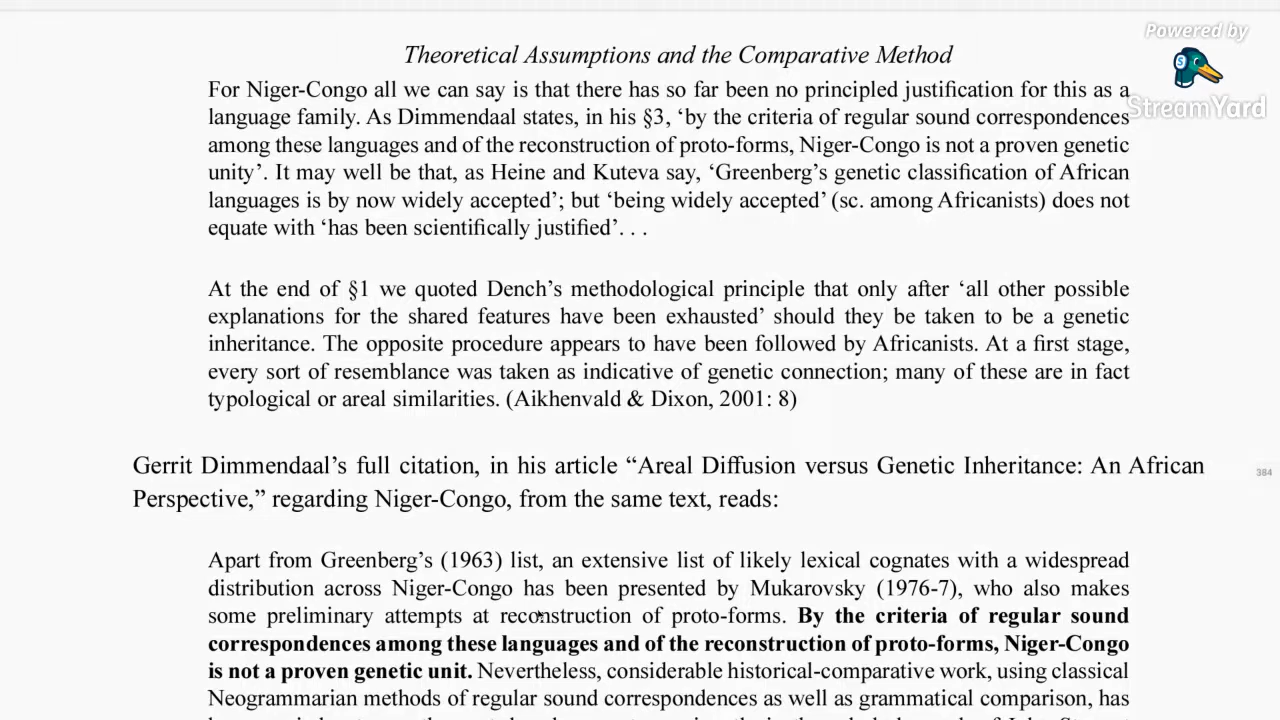 Powered by
StreamYard
Theoretical Assumptions and the Comparative Method
For Niger-Congo all we can say is that there has so far been no principled justification for this as a
language family. As Dimmendaal states, in his §3, ‘by the criteria of regular sound correspondences
among these languages and of the reconstruction of proto-forms, Niger-Congo is not a proven genetic
unity’. It may well be that, as Heine and Kuteva say, ‘Greenberg’s genetic classification of African
languages is by now widely accepted’; but ‘being widely accepted’ (sc. among Africanists) does not
equate with ‘has been scientifically justified’. . .
At the end of §1 we quoted Dench’s methodological principle that only after ‘all other possible
explanations for the shared features have been exhausted’ should they be taken to be a genetic
inheritance. The opposite procedure appears to have been followed by Africanists. At a first stage,
every sort of resemblance was taken as indicative of genetic connection; many of these are in fact
typological or areal similarities. (Aikhenvald & Dixon, 2001: 8)
Gerrit Dimmendaal’s full citation, in his article “Areal Diffusion versus Genetic Inheritance: An African
Perspective,” regarding Niger-Congo, from the same text, reads:
384
Apart from Greenberg’s (1963) list, an extensive list of likely lexical cognates with a widespread
distribution across Niger-Congo has been presented by Mukarovsky (1976-7), who also makes
some preliminary attempts at reconstruction of proto-forms. By the criteria of regular sound
correspondences among these languages and of the reconstruction of proto-forms, Niger-Congo
is not a proven genetic unit. Nevertheless, considerable historical-comparative work, using classical
Neogrammarian methods of regular sound correspondences as well as grammatical comparison, has